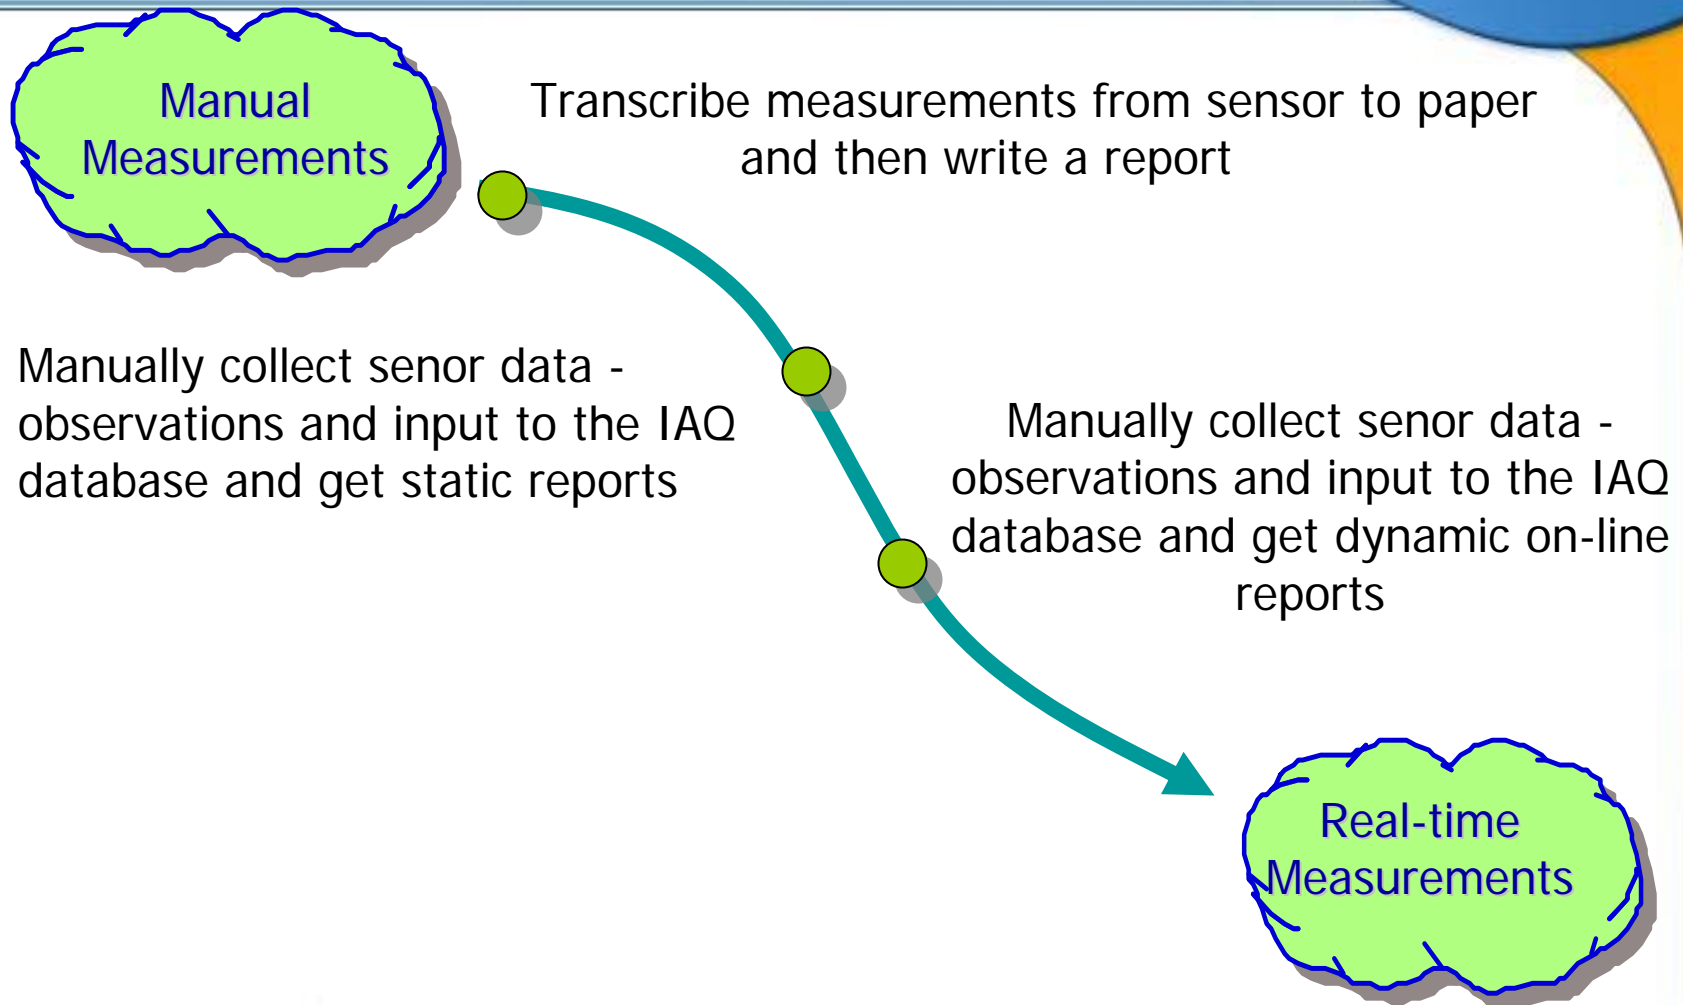 Manual
Measurements
Transcribe measurements from sensor to paper
and then write a report
Manually collect senor data -
observations and input to the IAQ
database and get static reports
Manually collect senor data -
observations and input to the IAQ
database and get dynamic on-line
reports
Real-time
Measurements